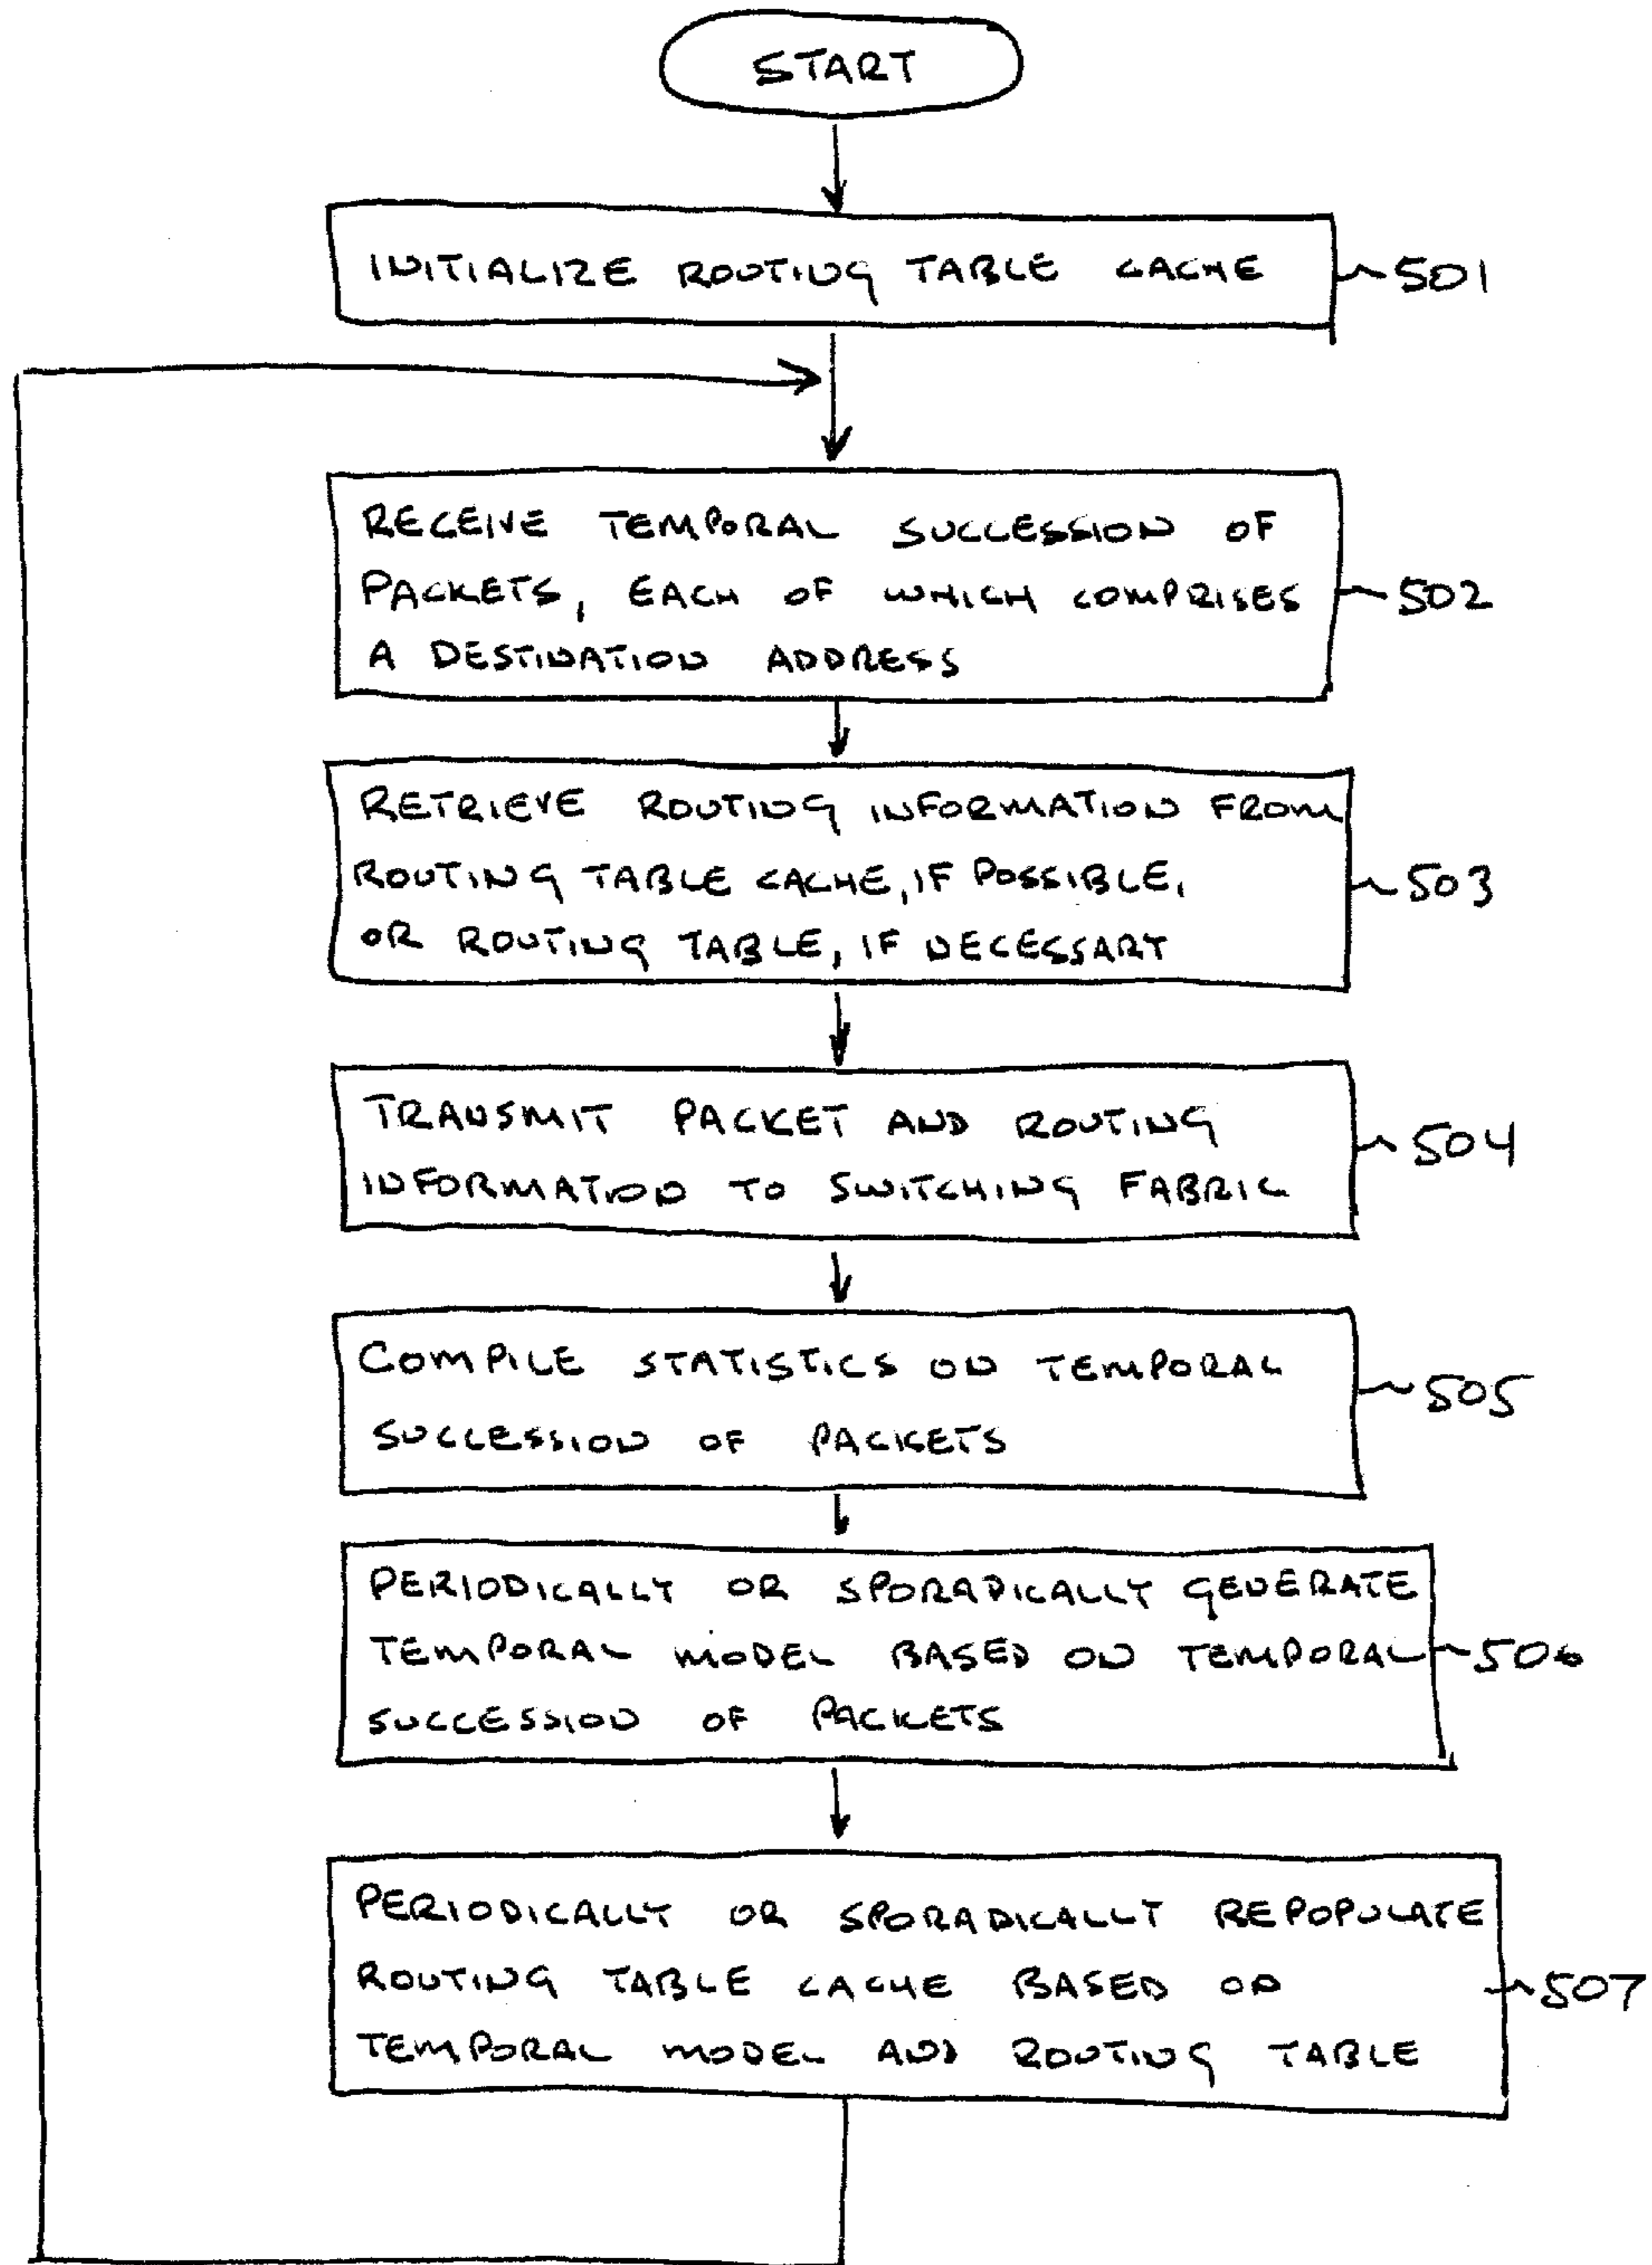 START
INITIALIZE ROUTING TABLE CACHE
501
RECEIVE TEMPORAL SUCCESSION OF
PACKETS, EACH OF WHICH COMPRISES
502
A DESTINATION ADDRESS
RETRIEVE ROUTING INFORMATION FROM
ROUTING TABLE CACHE, IF POSSIBLE,
503
OR ROUTING TABLE, IF NECESSARY
TRANSMIT PACKET AND ROUTING
504
INFORMATION TO SWITCHING FABRIC
COMPILE STATISTICS ON TEMPORAL
505
SUCCESSION OF PACKETS
PERIODICALLY OR SPORADICALLY GENERATE
TEMPORAL MODEL BASED ON TEMPORAL
506
SUCCESSION OF PACKETS
PERIODICALLY OR SPORADICALLY REPOPULATE
ROUTING TABLE CACHE BASED ON
507
TEMPORAL MODEL AND ROUTING TABLE